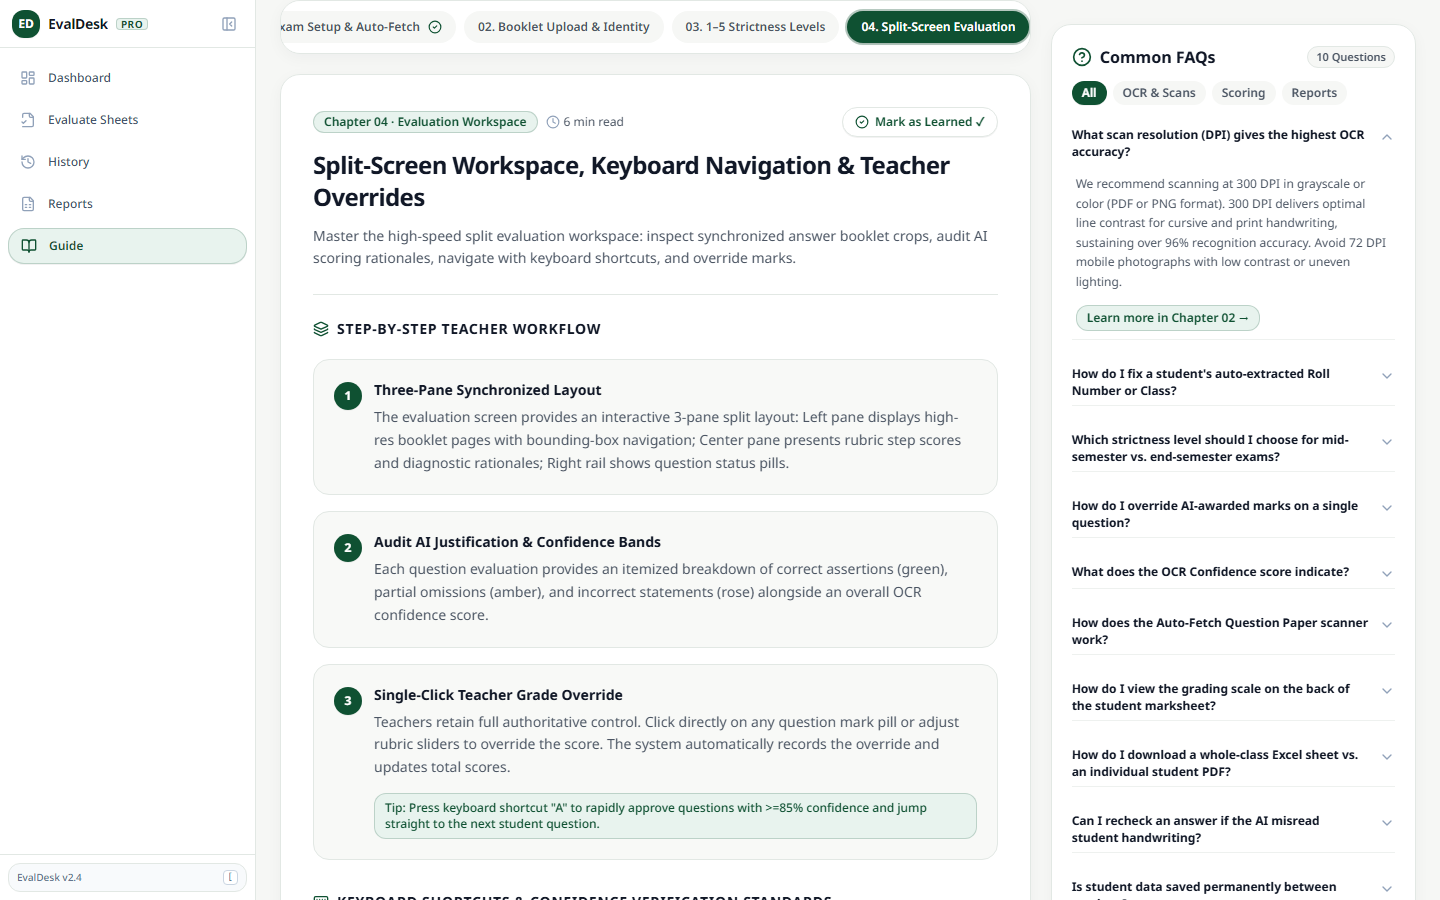 ED EvalDesk PRO
Dashboard
Evaluate Sheets
History
Reports
Guide
EvalDesk v2.4 [
xam Setup & Auto-Fetch
02. Booklet Upload & Identity
03. 1–5 Strictness Levels
04. Split-Screen Evaluation
Chapter 04 · Evaluation Workspace
6 min read
Mark as Learned ✓
Split-Screen Workspace, Keyboard Navigation & Teacher
Overrides
Master the high-speed split evaluation workspace: inspect synchronized answer booklet crops, audit AI
scoring rationales, navigate with keyboard shortcuts, and override marks.
STEP-BY-STEP TEACHER WORKFLOW
1
Three-Pane Synchronized Layout
The evaluation screen provides an interactive 3-pane split layout: Left pane displays high-
res booklet pages with bounding-box navigation; Center pane presents rubric step scores
and diagnostic rationales; Right rail shows question status pills.
2
Audit AI Justification & Confidence Bands
Each question evaluation provides an itemized breakdown of correct assertions (green),
partial omissions (amber), and incorrect statements (rose) alongside an overall OCR
confidence score.
3
Single-Click Teacher Grade Override
Teachers retain full authoritative control. Click directly on any question mark pill or adjust
rubric sliders to override the score. The system automatically records the override and
updates total scores.
Tip: Press keyboard shortcut "A" to rapidly approve questions with >=85% confidence and jump
straight to the next student question.
KEYBOARD SHORTCUTS & CONFIDENCE VERIFICATION STANDARDS
Common FAQs
10 Questions
All
OCR & Scans
Scoring
Reports
What scan resolution (DPI) gives the highest OCR
accuracy?
We recommend scanning at 300 DPI in grayscale or
color (PDF or PNG format). 300 DPI delivers optimal
line contrast for cursive and print handwriting,
sustaining over 96% recognition accuracy. Avoid 72 DPI
mobile photographs with low contrast or uneven
lighting.
Learn more in Chapter 02 →
How do I fix a student's auto-extracted Roll
Number or Class?
Which strictness level should I choose for mid-
semester vs. end-semester exams?
How do I override AI-awarded marks on a single
question?
What does the OCR Confidence score indicate?
How does the Auto-Fetch Question Paper scanner
work?
How do I view the grading scale on the back of
the student marksheet?
How do I download a whole-class Excel sheet vs.
an individual student PDF?
Can I recheck an answer if the AI misread
student handwriting?
Is student data saved permanently between